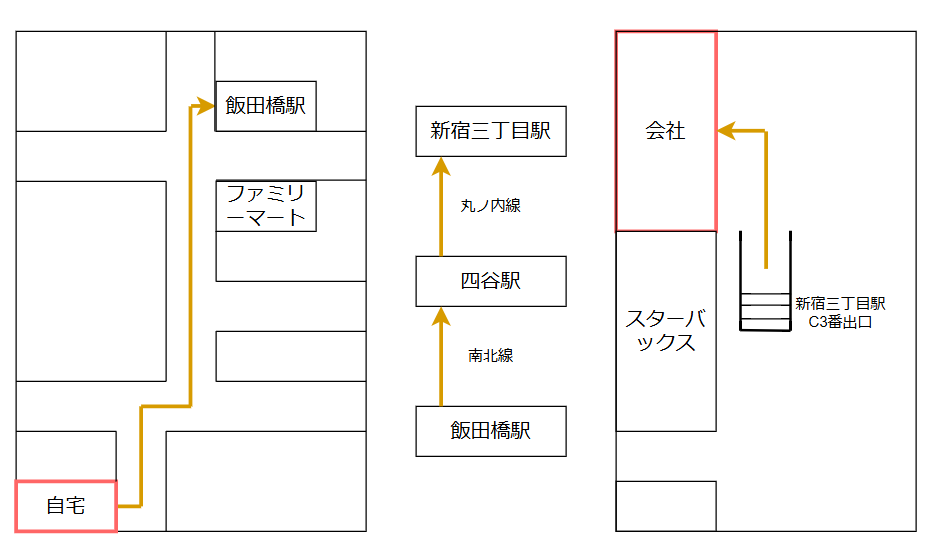 飯田橋駅
ファミリ
ーマート
自宅
新宿三丁目駅
丸ノ内線
四谷駅
南北線
飯田橋駅
会社
スターバ
ックス
新宿三丁目駅
C3番出口